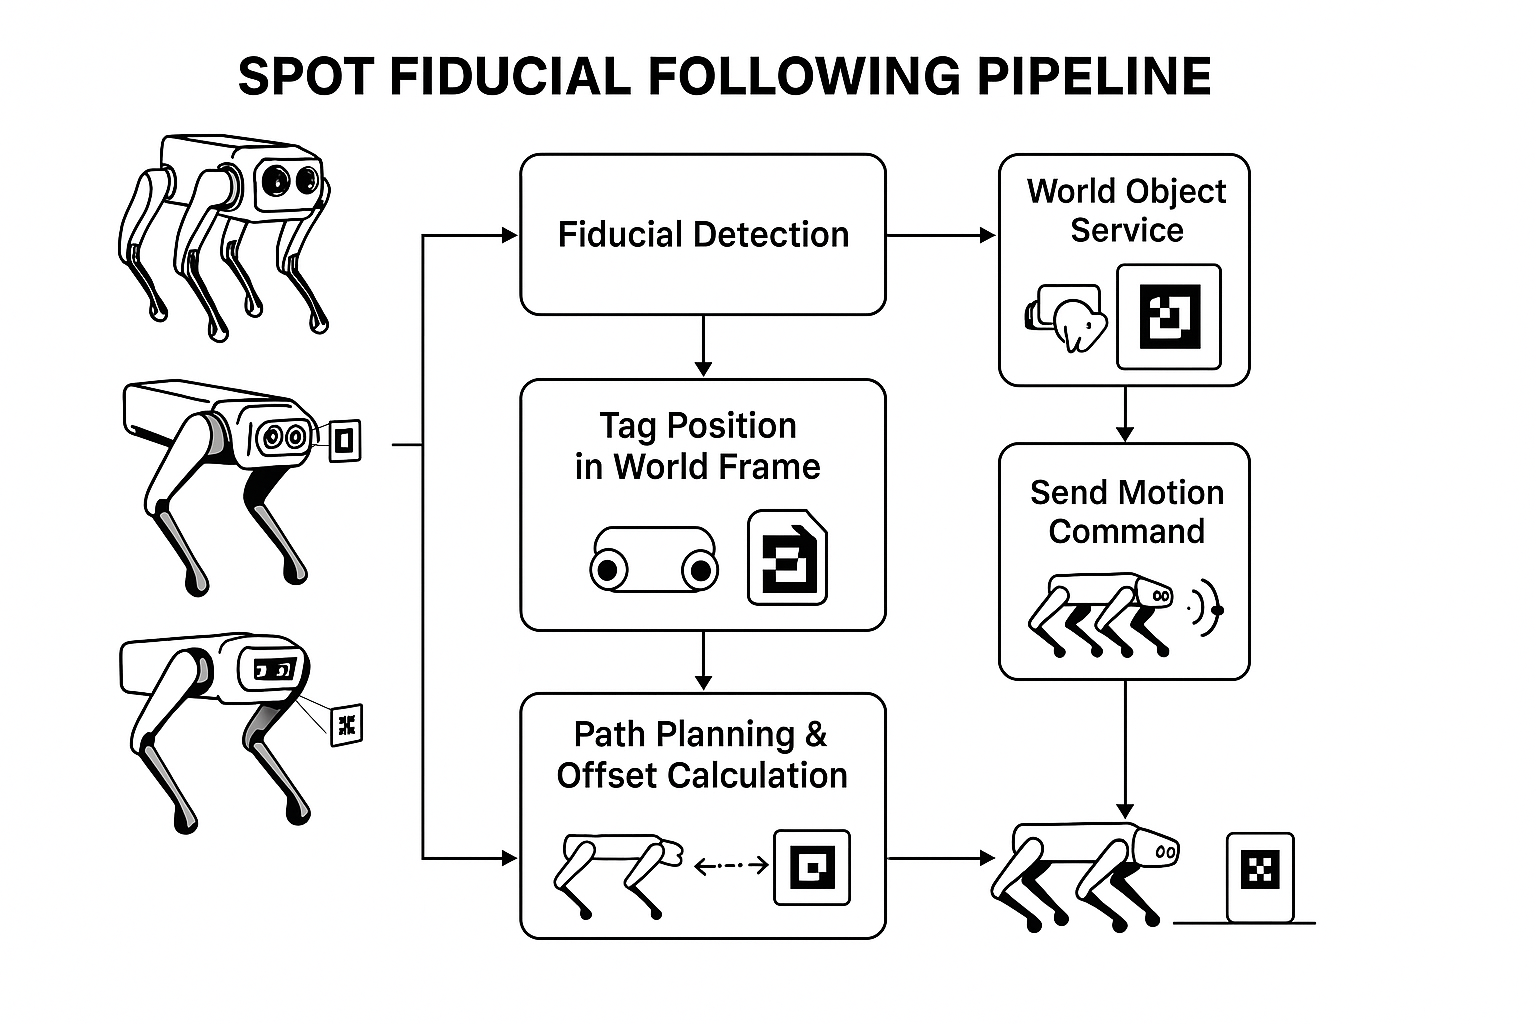 SPOT FIDUCIAL FOLLOWING PIPELINE
Fiducial Detection
World Object
Service
Tag Position
in World Frame
Send Motion
Command
Path Planning &
Offset Calculation